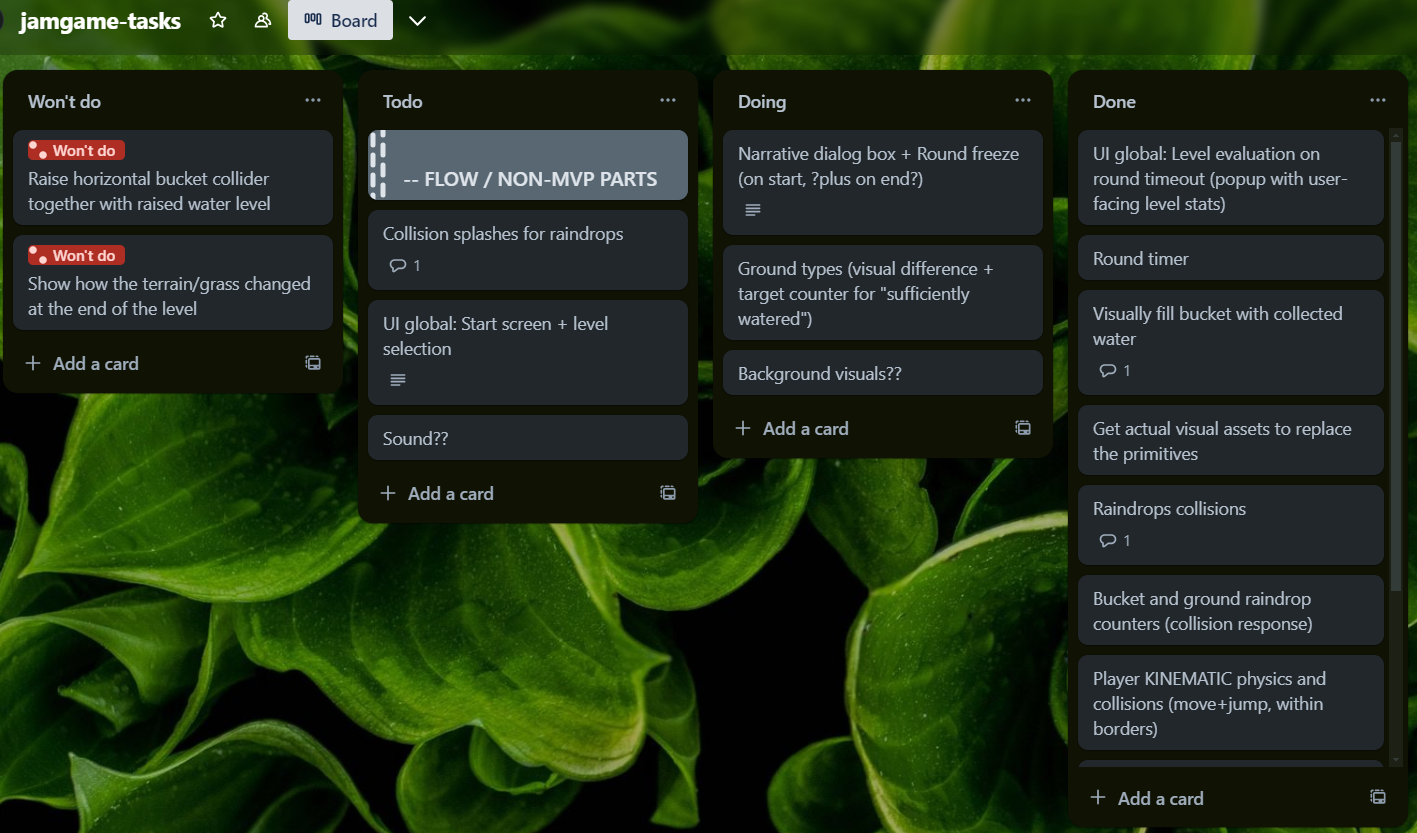 jamgame-tasks
Board
Won't do
Won't do
Raise horizontal bucket collider
together with raised water level
Won't do
Show how the terrain/grass changed
at the end of the level
Add a card
Todo
-- FLOW / NON-MVP PARTS
Collision splashes for raindrops
1
UI global: Start screen + level
selection
Sound??
Add a card
Doing
Narrative dialog box + Round freeze
(on start, ?plus on end?)
Ground types (visual difference +
target counter for "sufficiently
watered")
Background visuals??
Add a card
Done
UI global: Level evaluation on
round timeout (popup with user-
facing level stats)
Round timer
Visually fill bucket with collected
water
1
Get actual visual assets to replace
the primitives
Raindrops collisions
1
Bucket and ground raindrop
counters (collision response)
Player KINEMATIC physics and
collisions (move+jump, within
borders)
Add a card